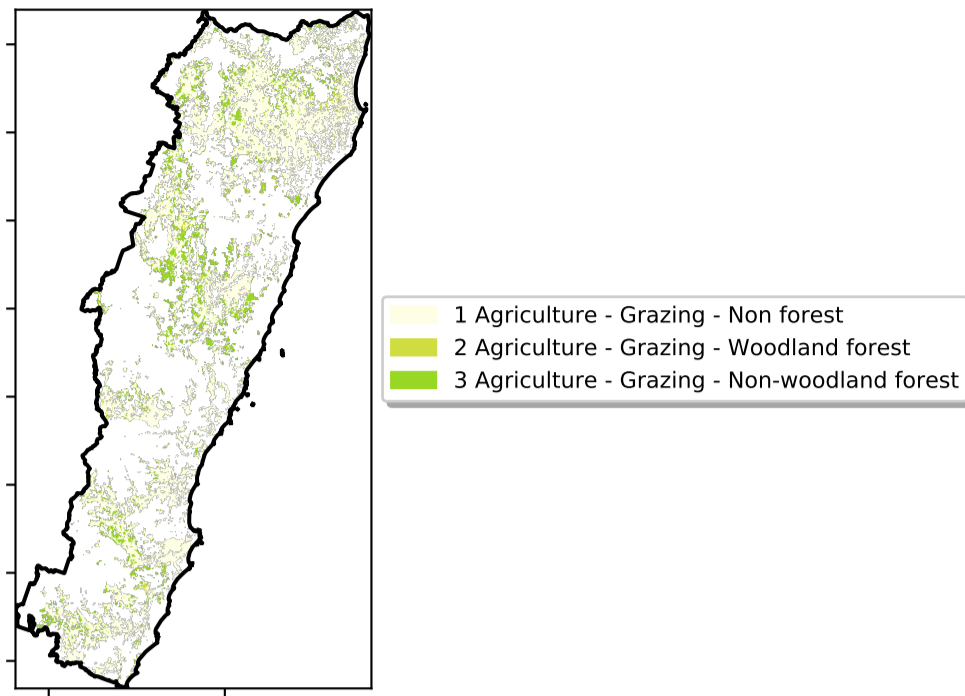 1 Agriculture - Grazing - Non forest
2 Agriculture - Grazing - Woodland forest
3 Agriculture - Grazing - Non-woodland forest